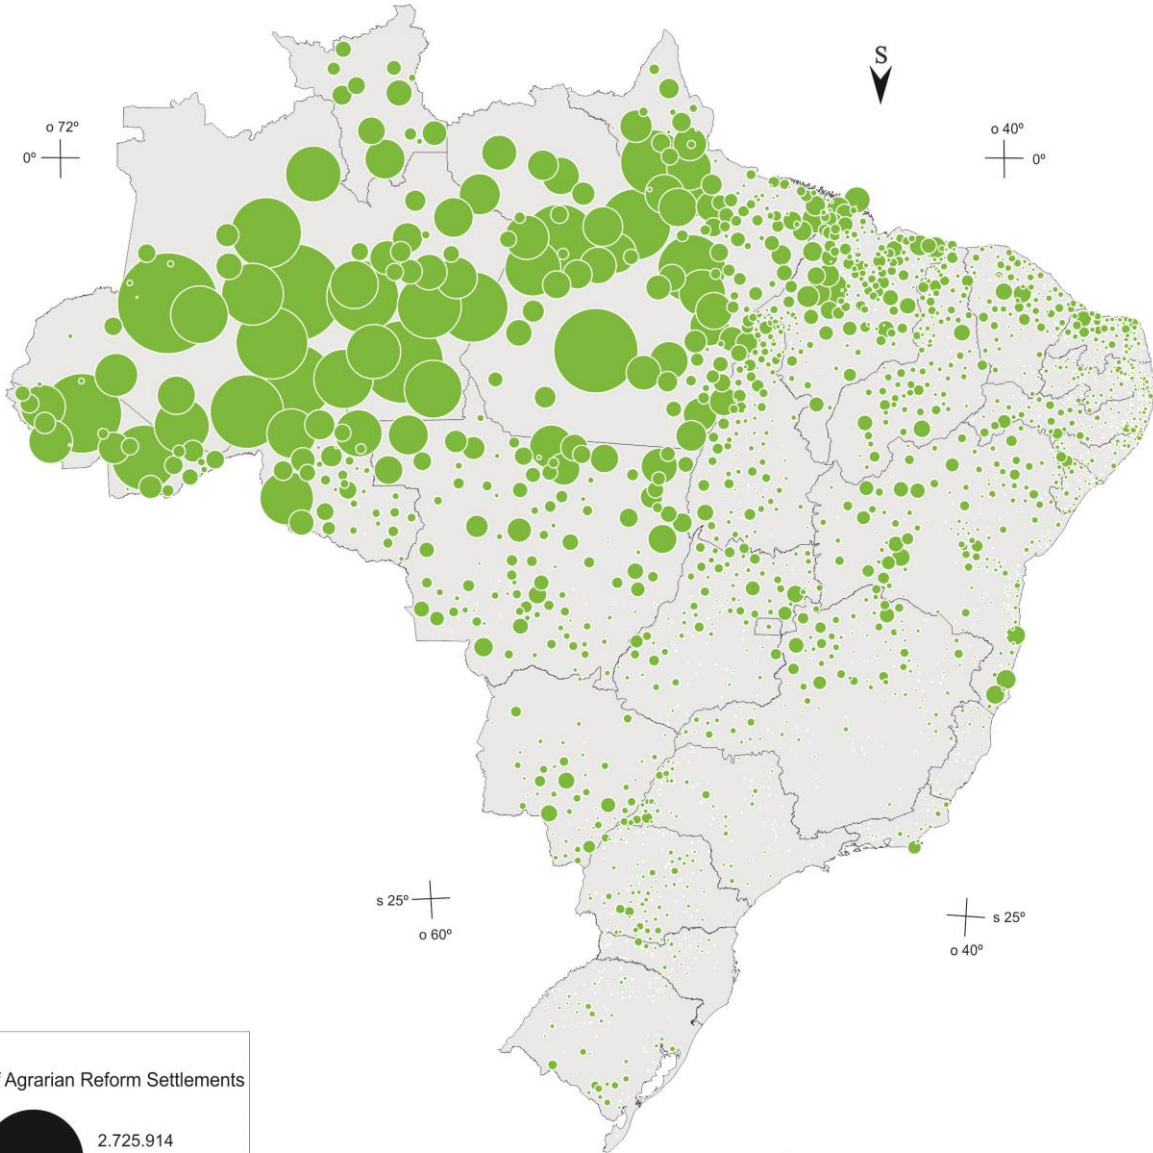 S
o 72º
0º
o 40º
0º
s 25º
o 60º
s 25º
o 40º
Agrarian Reform Settlements
2.725.914